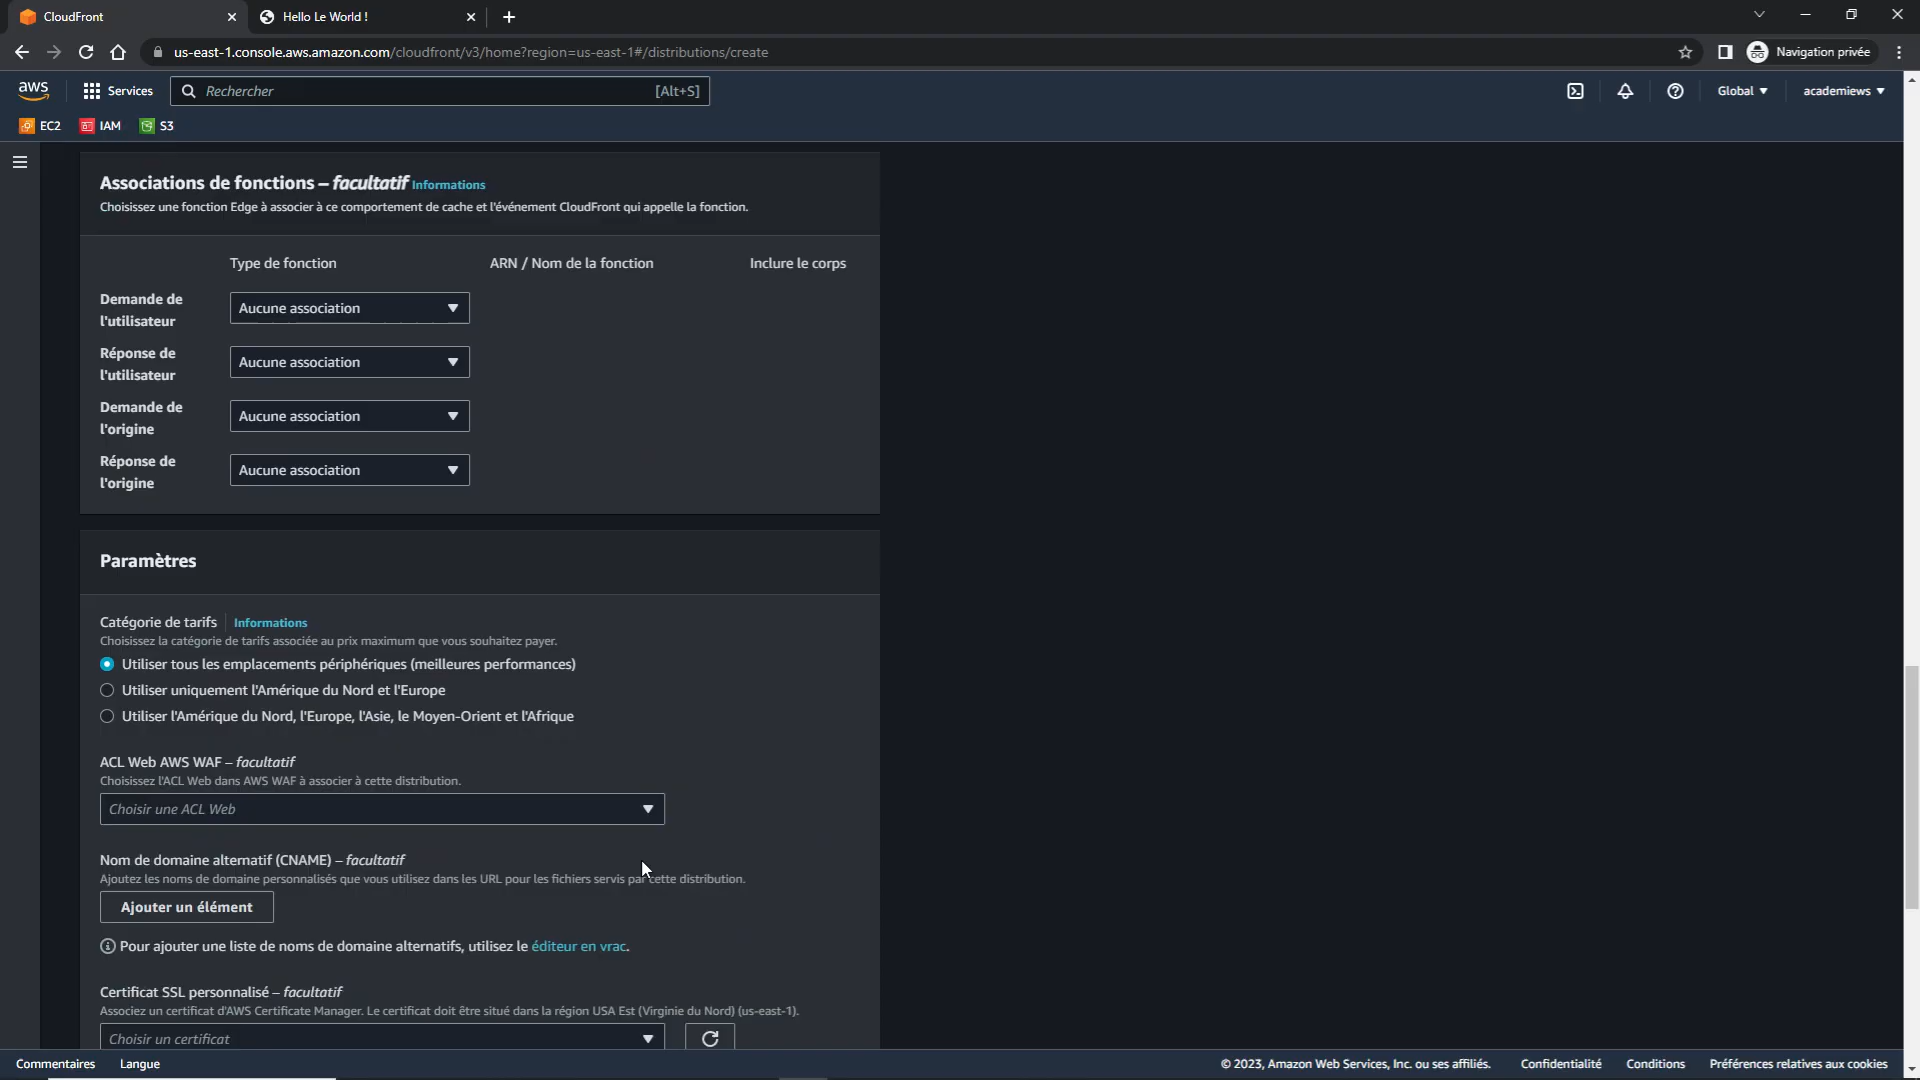 CloudFront
Hello Le World !
us-east-1.console.aws.amazon.com/cloudfront/v3/home?region=us-east-1#/distributions/create
Navigation privée
aws
Services
Rechercher
[Alt+S]
Global
academiews
EC2
IAM
S3
Associations de fonctions – facultatif Informations
Choisissez une fonction Edge à associer à ce comportement de cache et l'événement CloudFront qui appelle la fonction.
Type de fonction
ARN / Nom de la fonction
Inclure le corps
Demande de
l'utilisateur
Aucune association
Réponse de
l'utilisateur
Aucune association
Demande de
l'origine
Aucune association
Réponse de
l'origine
Aucune association
Paramètres
Catégorie de tarifs Informations
Choisissez la catégorie de tarifs associée au prix maximum que vous souhaitez payer.
Utiliser tous les emplacements périphériques (meilleures performances)
Utiliser uniquement l'Amérique du Nord et l'Europe
Utiliser l'Amérique du Nord, l'Europe, l'Asie, le Moyen-Orient et l'Afrique
ACL Web AWS WAF – facultatif
Choisissez l'ACL Web dans AWS WAF à associer à cette distribution.
Choisir une ACL Web
Nom de domaine alternatif (CNAME) – facultatif
Ajoutez les noms de domaine personnalisés que vous utilisez dans les URL pour les fichiers servis par cette distribution.
Ajouter un élément
Pour ajouter une liste de noms de domaine alternatifs, utilisez le éditeur en vrac.
Certificat SSL personnalisé – facultatif
Associez un certificat d'AWS Certificate Manager. Le certificat doit être situé dans la région USA Est (Virginie du Nord) (us-east-1).
Choisir un certificat
Commentaires
Langue
© 2023, Amazon Web Services, Inc. ou ses affiliés.
Confidentialité
Conditions
Préférences relatives aux cookies